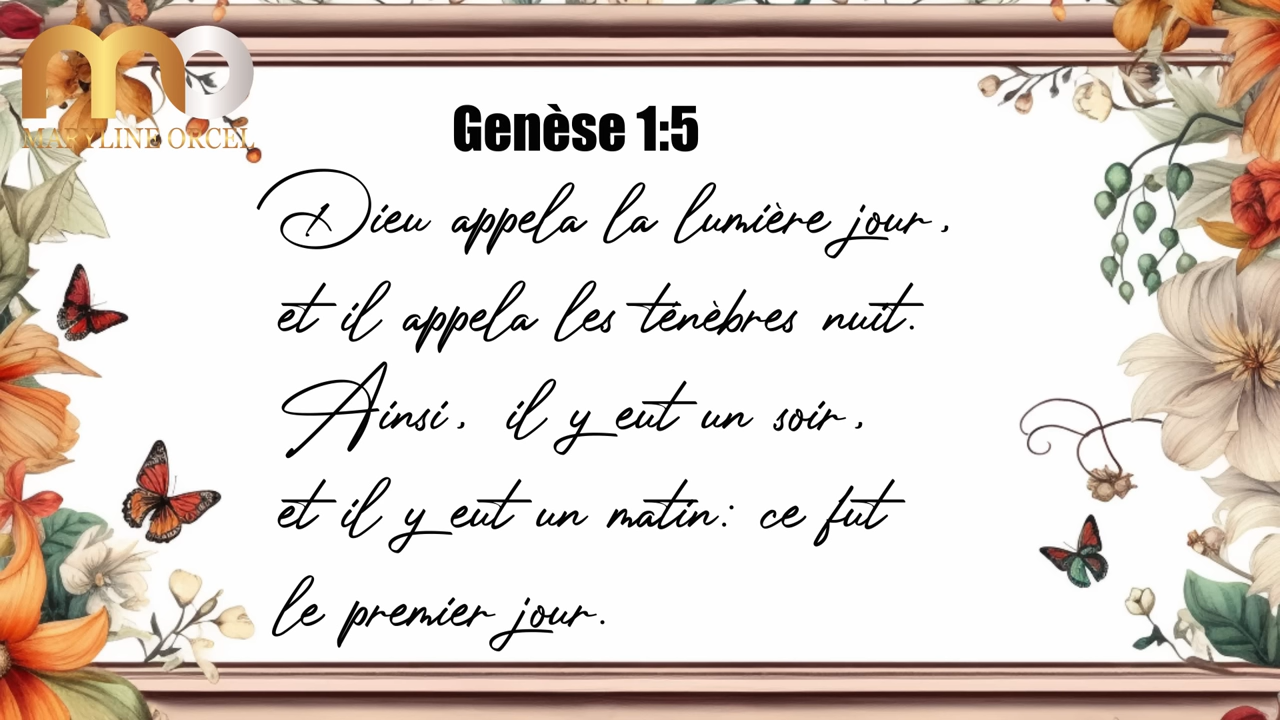 MARYLINE ORCEL
Genèse 1:5
Dieu appela la lumière jour,
et il appela les ténèbres nuit.
Ainsi, il y eut un soir,
et il y eut un matin: ce fut
le premier jour.